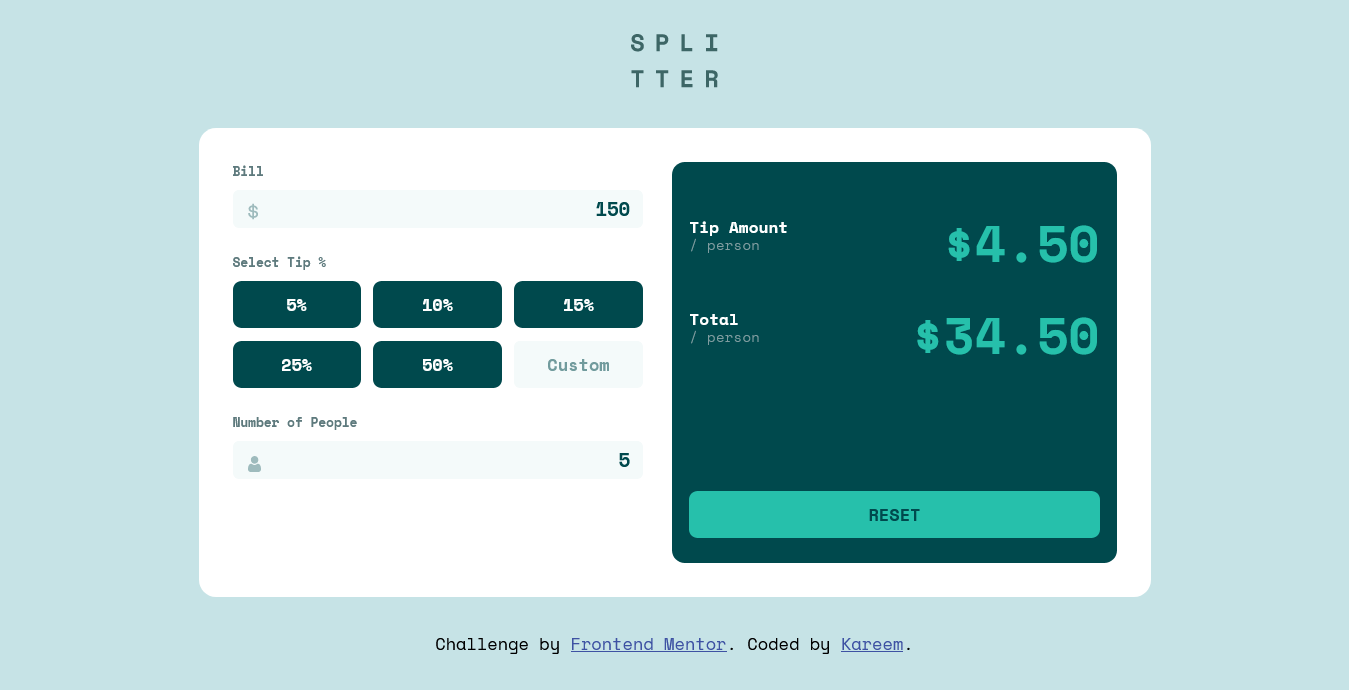 SPLI
TTER
Bill
$
150
Select Tip %
5%
10%
15%
25%
50%
Custom
Number of People
5
Tip Amount
/ person
$4.50
Total
/ person
$34.50
RESET
Challenge by Frontend Mentor. Coded by Kareem.